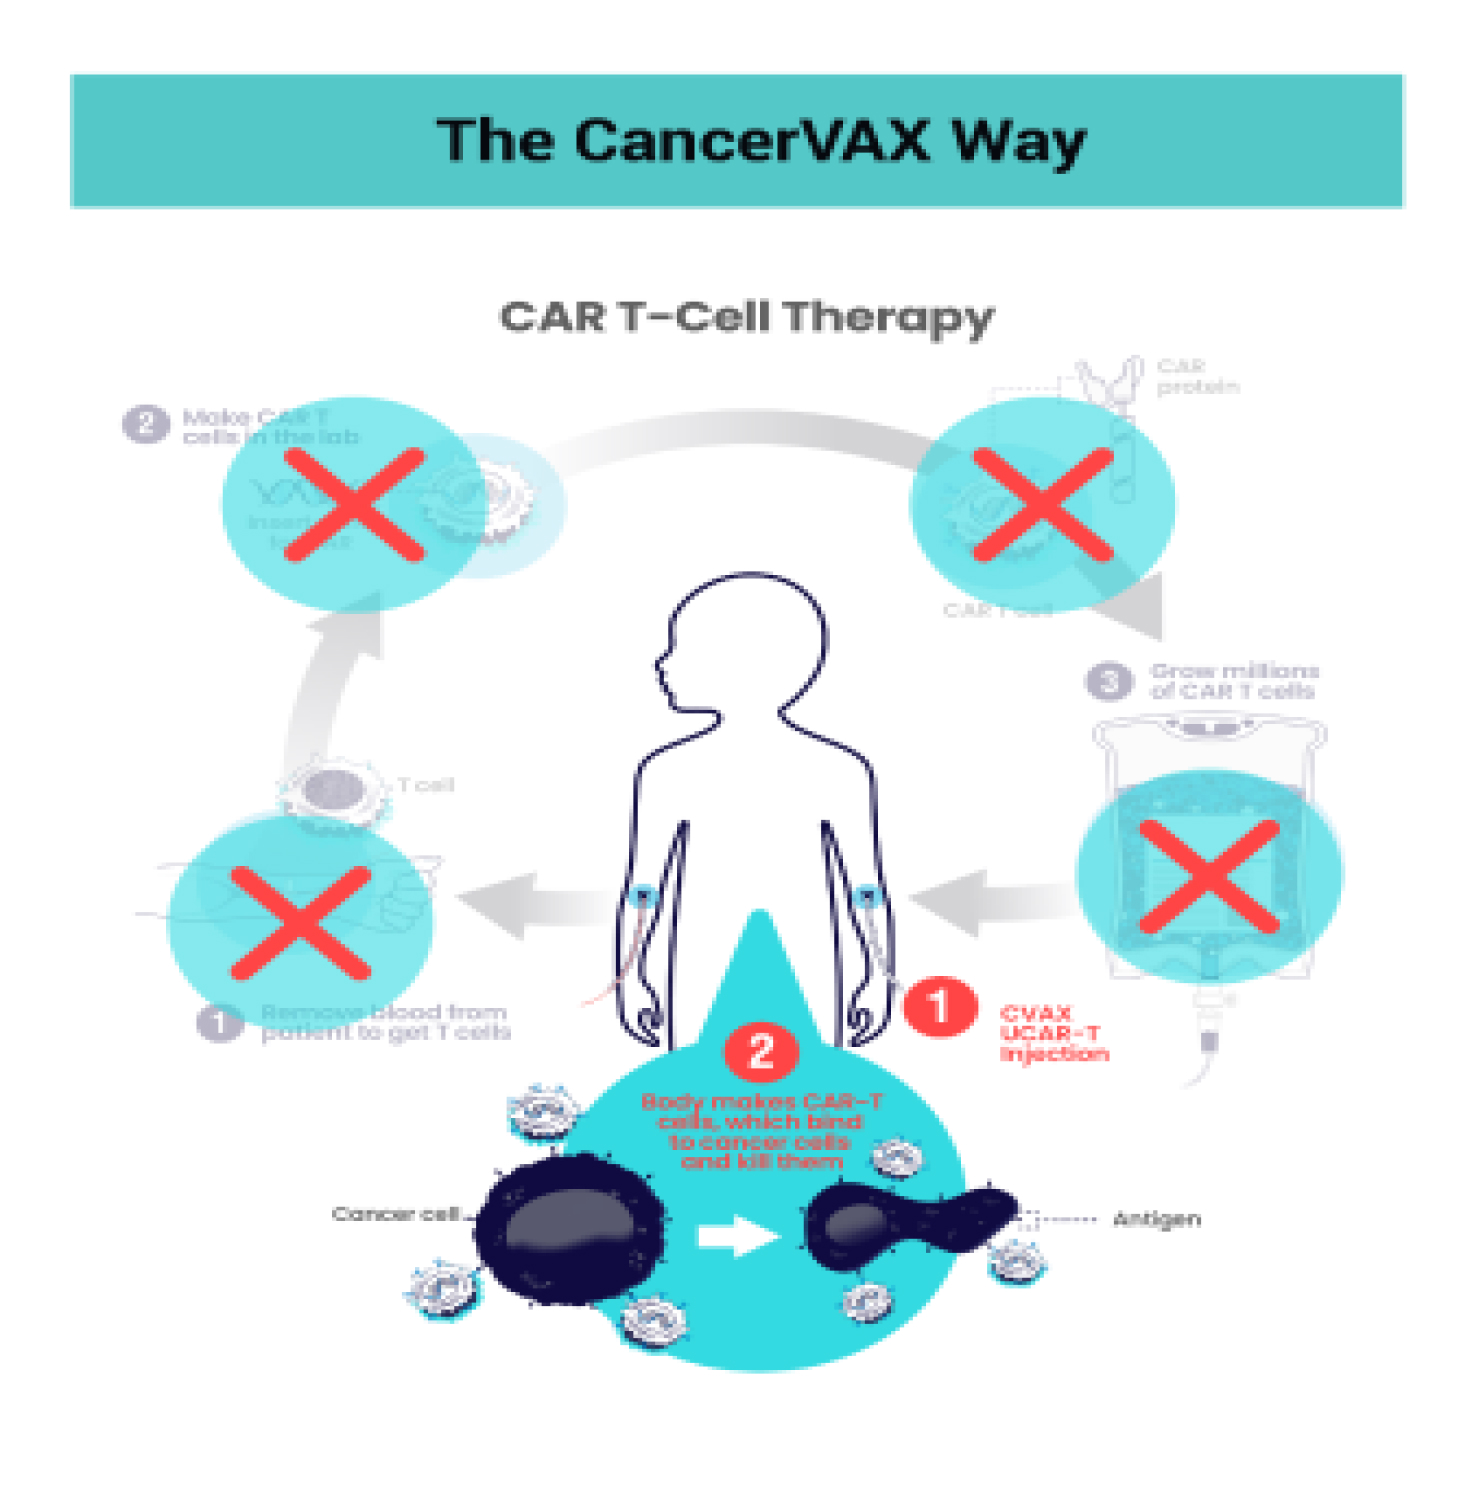 The CancerVAX Way
CAR T-Cell Therapy
CAR
protein
2
Make CAR T
cells in the lab
CAR T cell
3
Grow millions
of CAR T cells
T cell
1
Remove blood from
patient to get T cells
1
CVAX
UCAR-T
Injection
2
Body makes CAR-T
cells, which bind
to cancer cells
and kill them
Cancer cell
Antigen